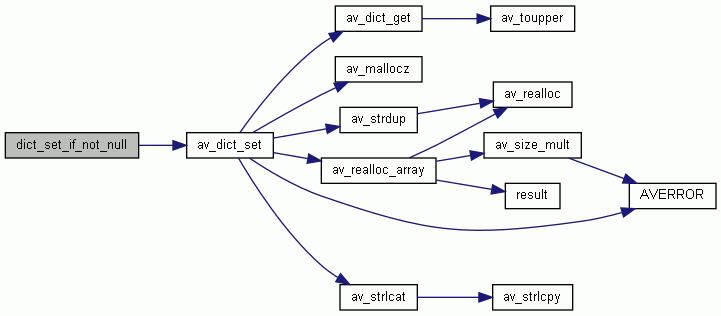 dict_set_if_not_null
av_dict_set
av_dict_get
av_toupper
av_mallocz
av_strdup
av_realloc
av_realloc_array
av_size_mult
result
AVERROR
av_strlcat
av_strlcpy